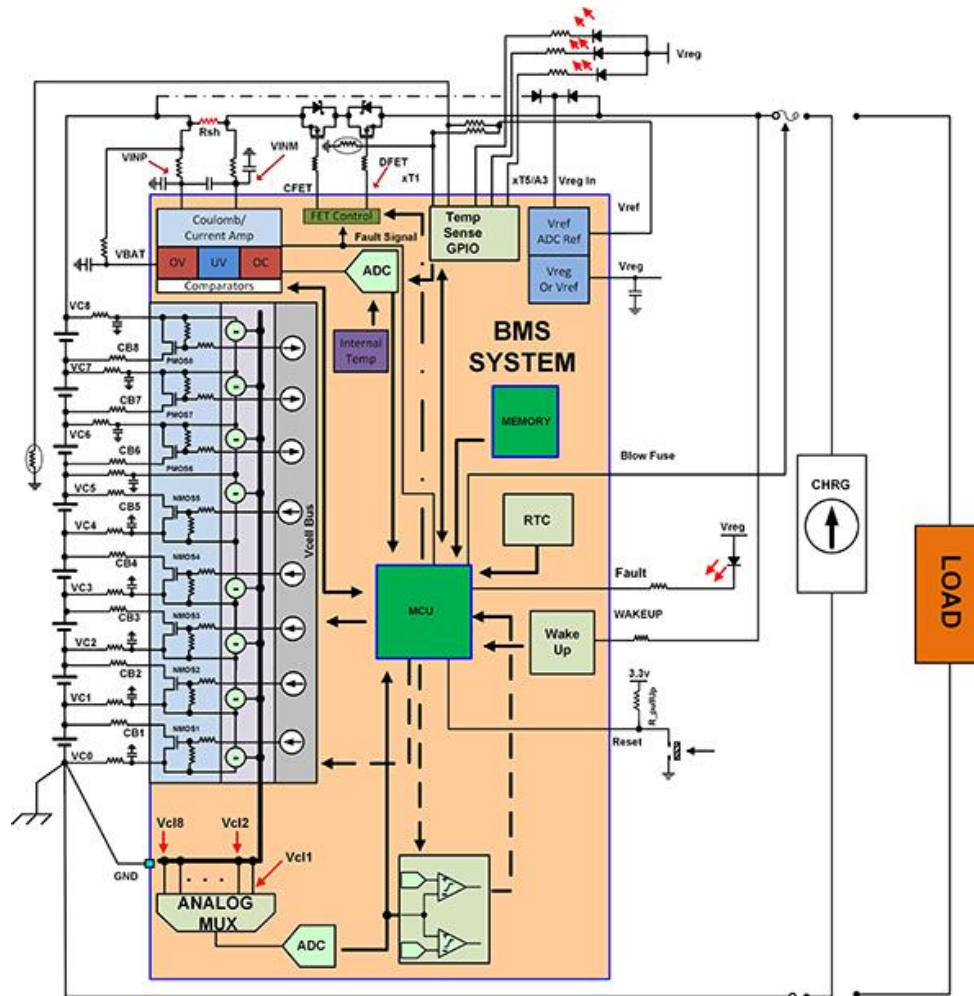 Vreg
Rsh
VINP
VINM
CFET
DFET
xT1
xT5/A3
Vreg In
Vref
Coulomb/
Current Amp
FET Control
Fault Signal
Temp
Sense
GPIO
Vref
ADC Ref
VBAT
OV
UV
OC
Comparators
ADC
Vreg
Or Vref
Vreg
VC8
CB8
PMOS8
Internal
Temp
BMS
SYSTEM
VC7
CB7
PMOS7
MEMORY
VC6
CB6
PMOS6
Blow Fuse
CHRG
VC5
CB5
NMOS5
Vcell Bus
RTC
VC4
CB4
NMOS4
Vreg
Fault
LOAD
VC3
CB3
NMOS3
MCU
WAKEUP
Wake
Up
VC2
CB2
NMOS2
3.3v
R_pullUp
VC1
CB1
NMOS1
Reset
VC0
Vcl8
Vcl2
Vcl1
GND
. . .
ANALOG
MUX
ADC